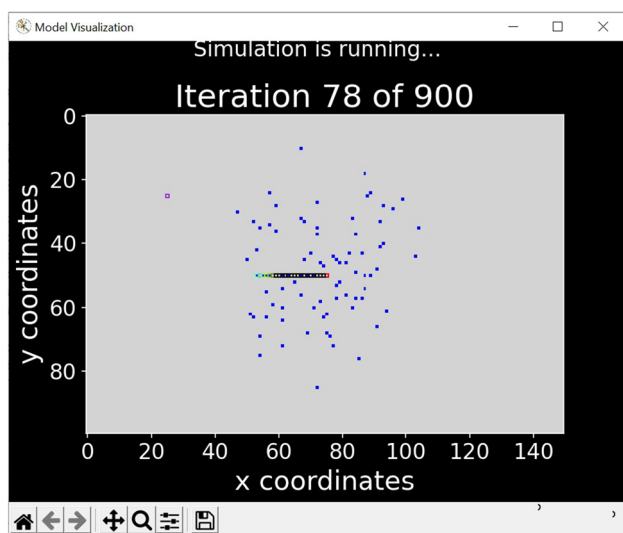 Model Visualization
Simulation is running...
Iteration 78 of 900
0
20
40
60
80
y coordinates
0 20 40 60 80 100 120 140
x coordinates